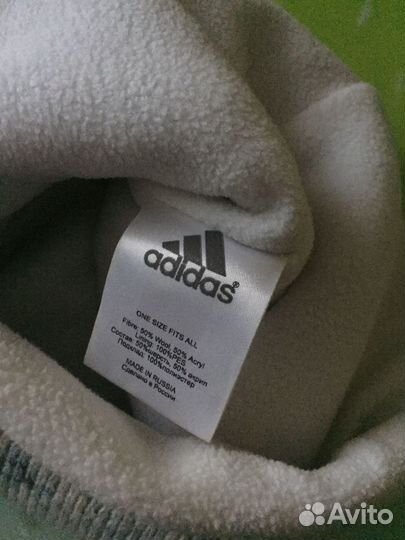 adidas®
ONE SIZE FITS ALL
Fibre: 50% Wool, 50% Acryl
Lining: 100%PES
Состав: 50%шерсть, 50% акрил
Подклад: 100%полиэстер
MADE IN RUSSIA
Сделано в России
Avito